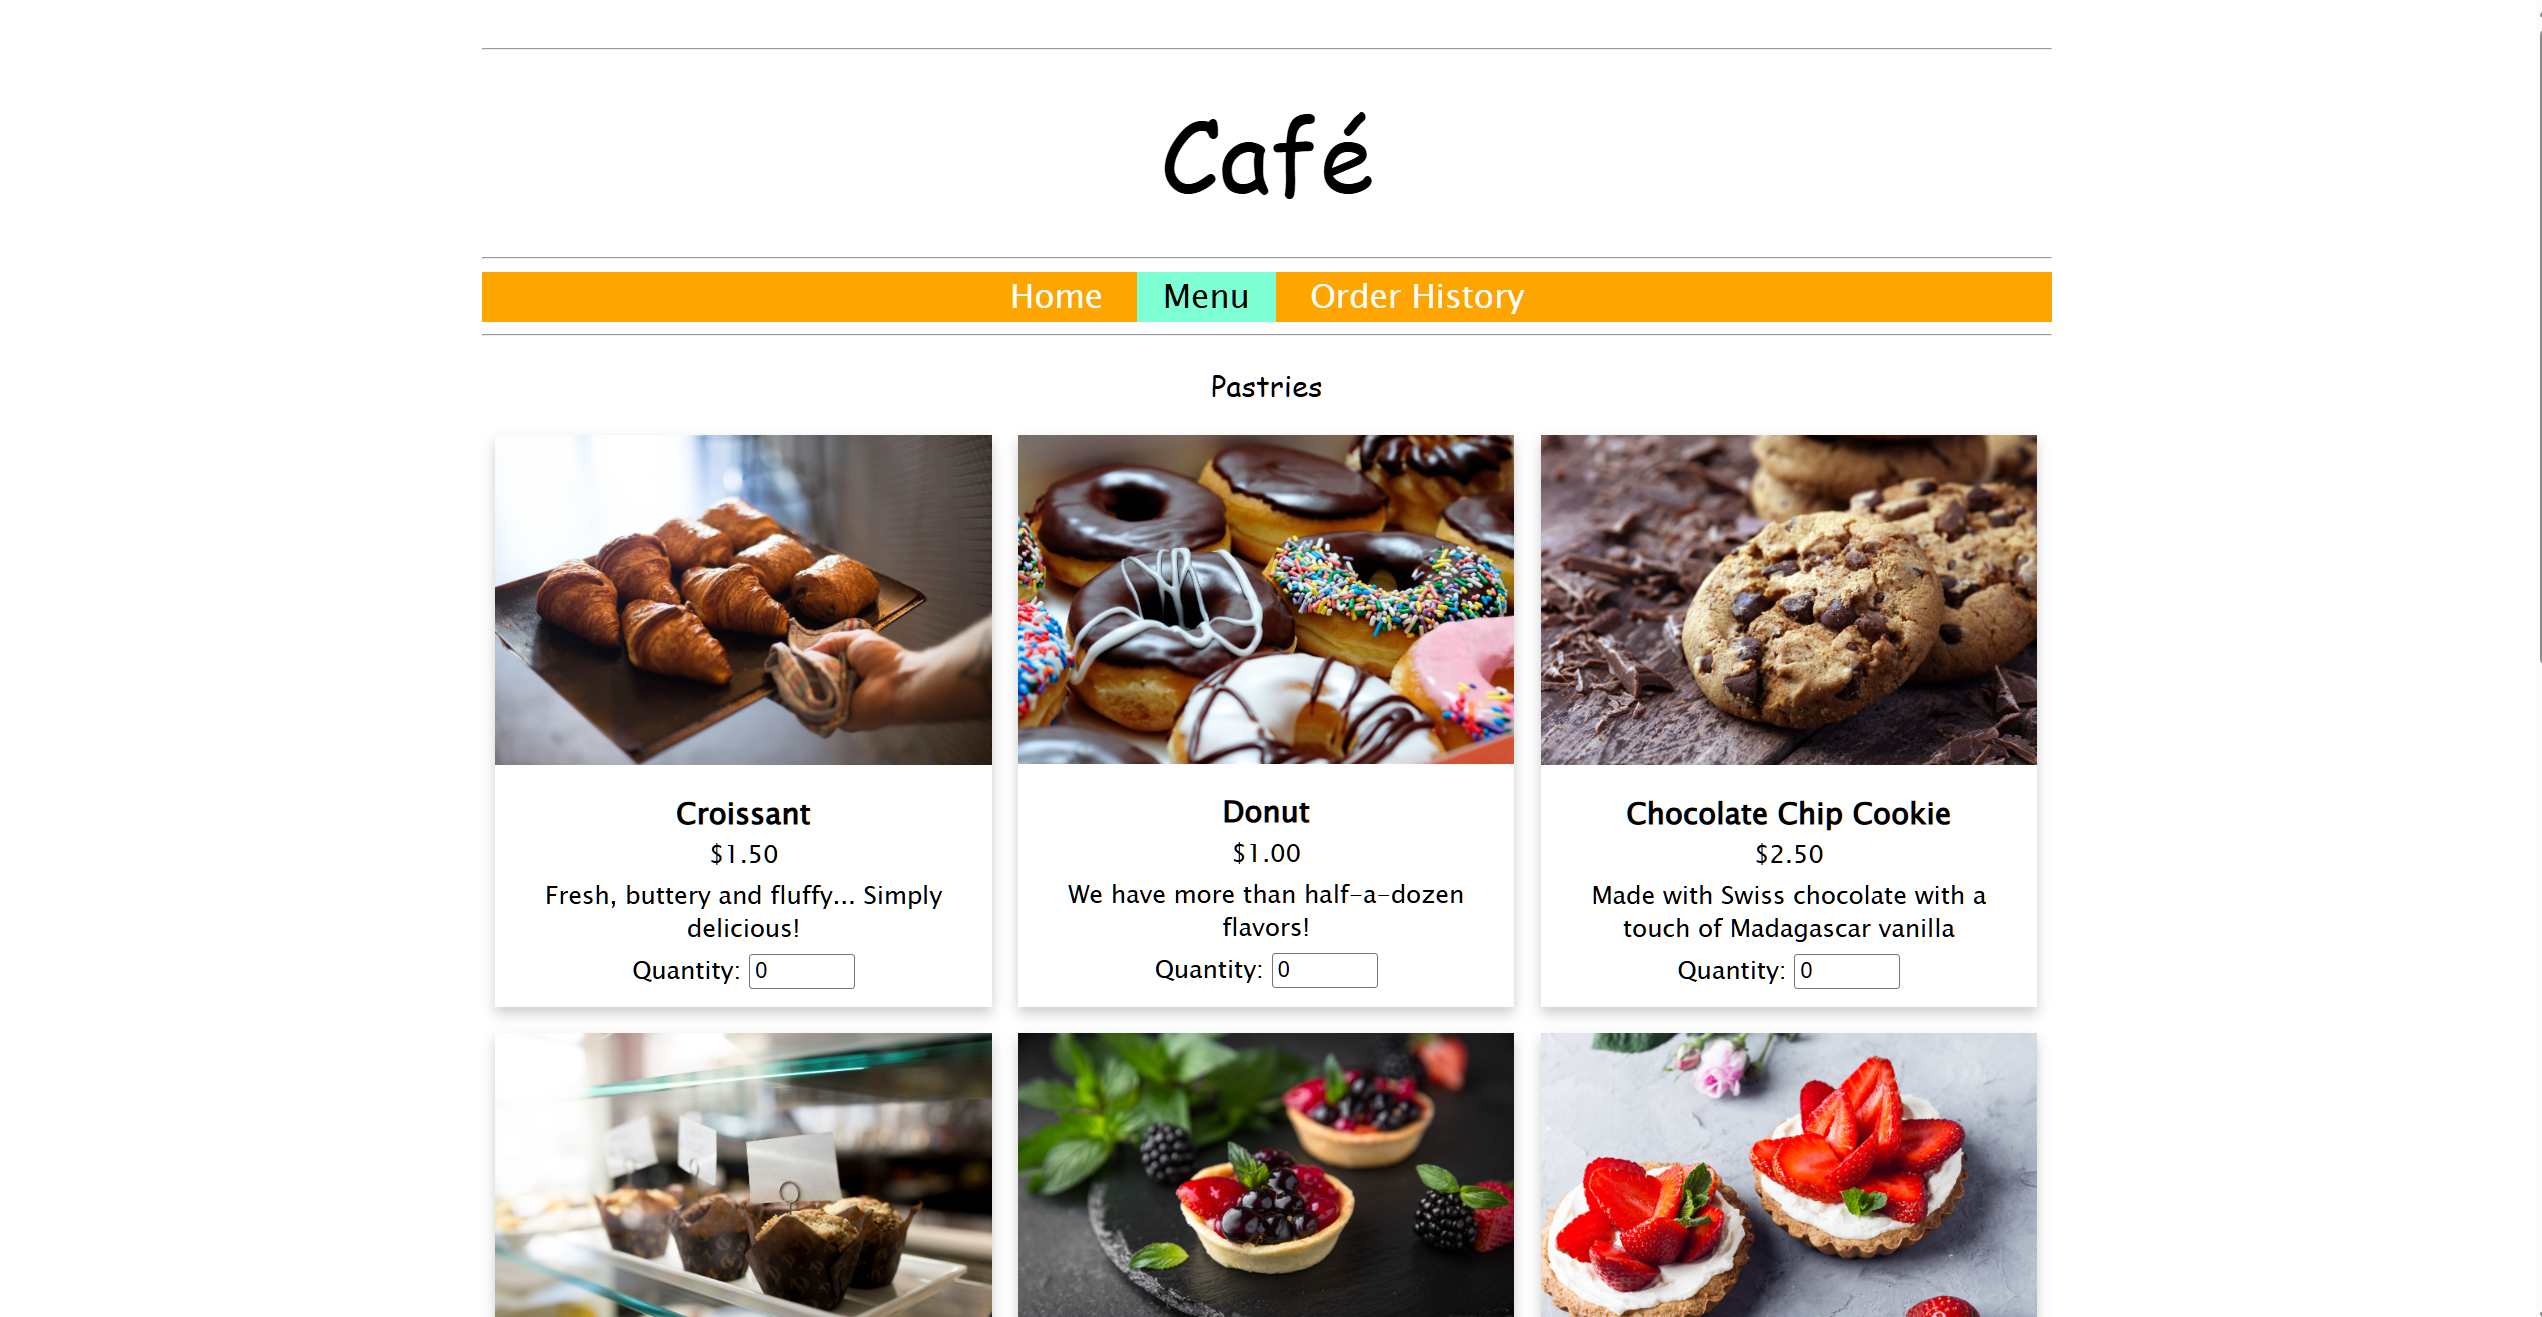 Café
Home Menu Order History
Pastries
Croissant
$1.50
Fresh, buttery and fluffy... Simply
delicious!
Quantity: 0
Donut
$1.00
We have more than half-a-dozen
flavors!
Quantity: 0
Chocolate Chip Cookie
$2.50
Made with Swiss chocolate with a
touch of Madagascar vanilla
Quantity: 0